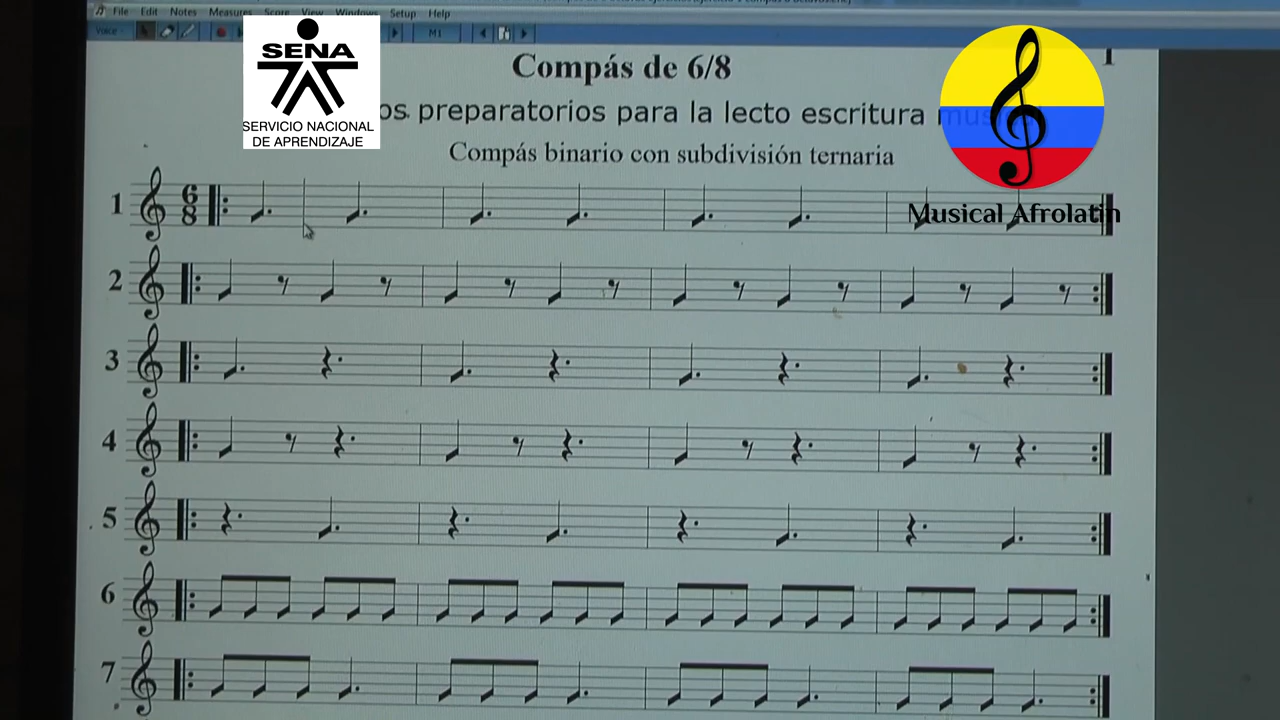 File Edit Notes Measures Score View Windows Setup Help
M1
1
SENA
SERVICIO NACIONAL
DE APRENDIZAJE
Compás de 6/8
os preparatorios para la lecto escritura
Compás binario con subdivisión ternaria
Musical Afrolatin
1
6
8
2
3
4
5
6
7